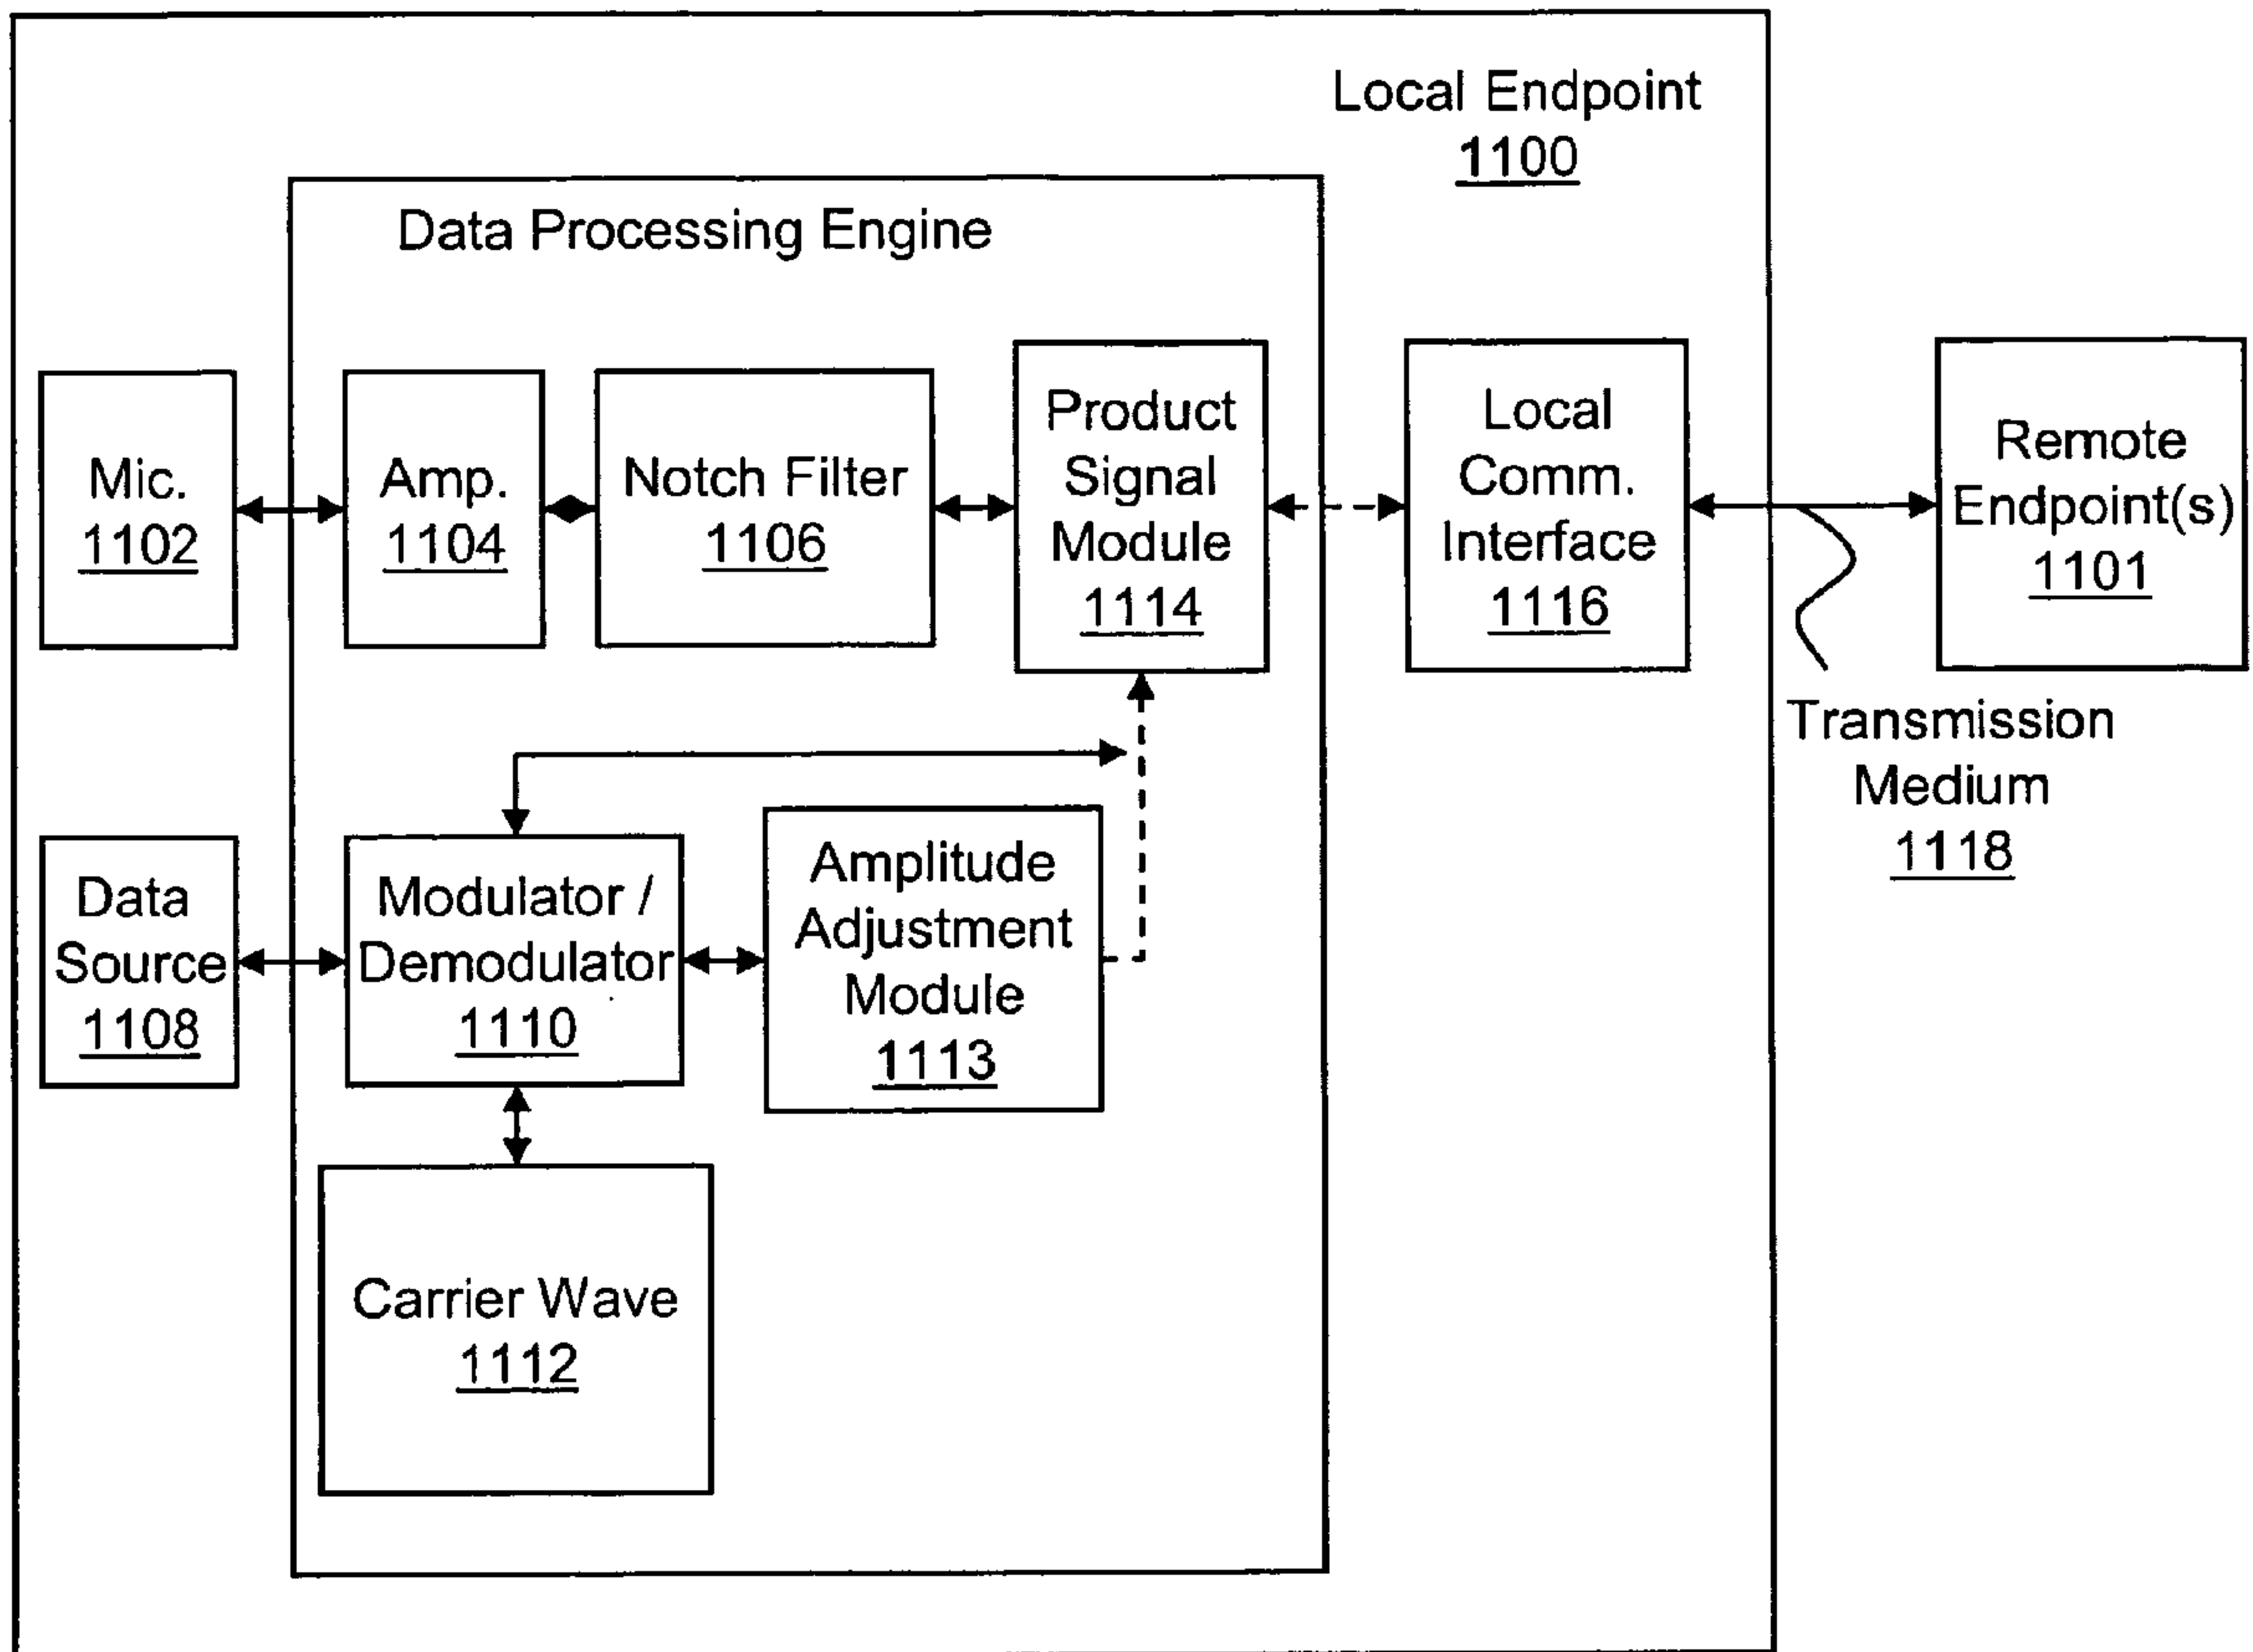 Local Endpoint
1100
Data Processing Engine
Mic.
1102
Amp.
1104
Notch Filter
1106
Product
Signal
Module
1114
Local
Comm.
Interface
1116
Remote
Endpoint(s)
1101
Transmission
Medium
1118
Data
Source
1108
Modulator /
Demodulator
1110
Amplitude
Adjustment
Module
1113
Carrier Wave
1112